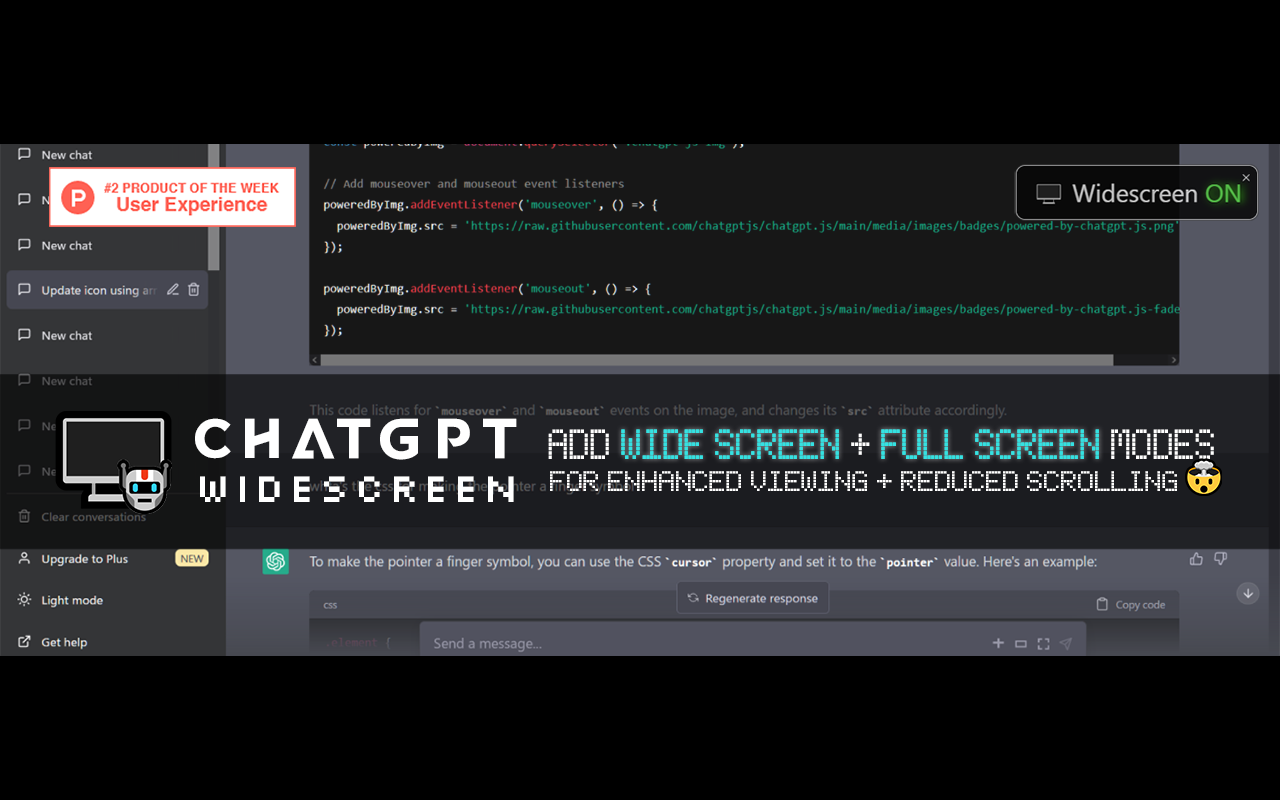 New chat
#2 PRODUCT OF THE WEEK
User Experience
New chat
Update icon using
New chat
New chat
Clear conversations
Upgrade to Plus
NEW
Light mode
Get help
const poweredByImg = document.querySelector(
// Add mouseover and mouseout event listeners
poweredByImg.addEventListener('mouseover', () => {
poweredByImg.src = 'https://raw.githubusercontent.com/chatgptjs/chatgpt.js/main/media/images/badges/powered-by-chatgpt.js.png'
});
poweredByImg.addEventListener('mouseout', () => {
poweredByImg.src = 'https://raw.githubusercontent.com/chatgptjs/chatgpt.js/main/media/images/badges/powered-by-chatgpt.js-fade
});
Widescreen ON
This code listens for `mouseover` and `mouseout` events on the image, and changes its `src` attribute accordingly.
CHATGPT
WIDESCREEN
ADD WIDE SCREEN + FULL SCREEN MODES
FOR ENHANCED VIEWING + REDUCED SCROLLING
To make the pointer a finger symbol, you can use the CSS `cursor` property and set it to the `pointer` value. Here's an example:
Regenerate response
css
Copy code
.element {
Send a message...